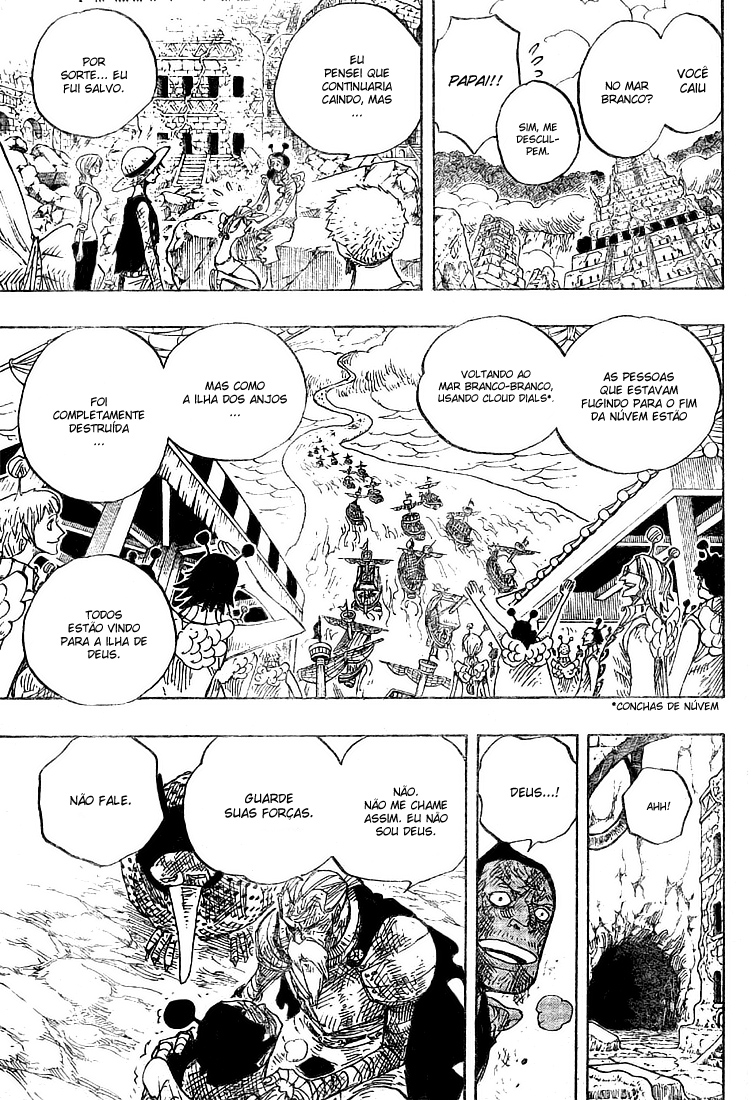 VOCÊ
CAIU
NO MAR
BRANCO?
PAPAI!!
SIM, ME
DESCUL-
PEM.
EU
PENSEI QUE
CONTINUARIA
CAINDO, MAS
...
POR
SORTE... EU
FUI SALVO.
AS PESSOAS
QUE ESTAVAM
FUGINDO PARA O FIM
DA NÚVEM ESTÃO
VOLTANDO AO
MAR BRANCO-BRANCO,
USANDO CLOUD DIALS*.
MAS COMO
A ILHA DOS ANJOS
...
FOI
COMPLETAMENTE
DESTRUÍDA
...
TODOS
ESTÃO VINDO
PARA A ILHA DE
DEUS.
*CONCHAS DE NÚVEM
AHH!
DEUS...!
NÃO.
NÃO ME CHAME
ASSIM. EU NÃO
SOU DEUS.
GUARDE
SUAS FORÇAS.
NÃO FALE.